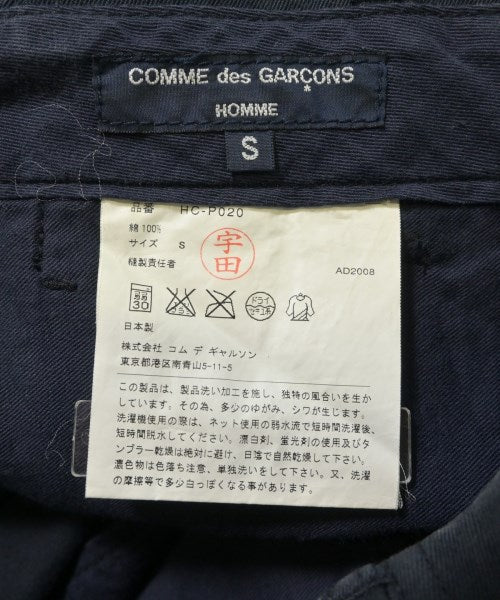 COMME des GARÇONS
HOMME
S
品番 HC-P020
綿 100%
サイズ S
縫製責任者
宇田
AD2008
弱 30
ドライ
日本製
株式会社 コム デ ギャルソン
東京都港区南青山5-11-5
この製品は、製品洗い加工を施し、独特の風合いを生か
しています。その為、多少のゆがみ、シワが生じます。
洗濯機使用の際は、ネット使用の弱水流で短時間洗濯後、
短時間脱水してください。漂白剤、蛍光剤の使用及びタ
ンブラー乾燥は絶対に避け、日陰で自然乾燥して下さい。
濃色物は色落ち注意、単独洗いをして下さい。又、洗濯
の摩擦等で多少白っぽくなる事が有ります。